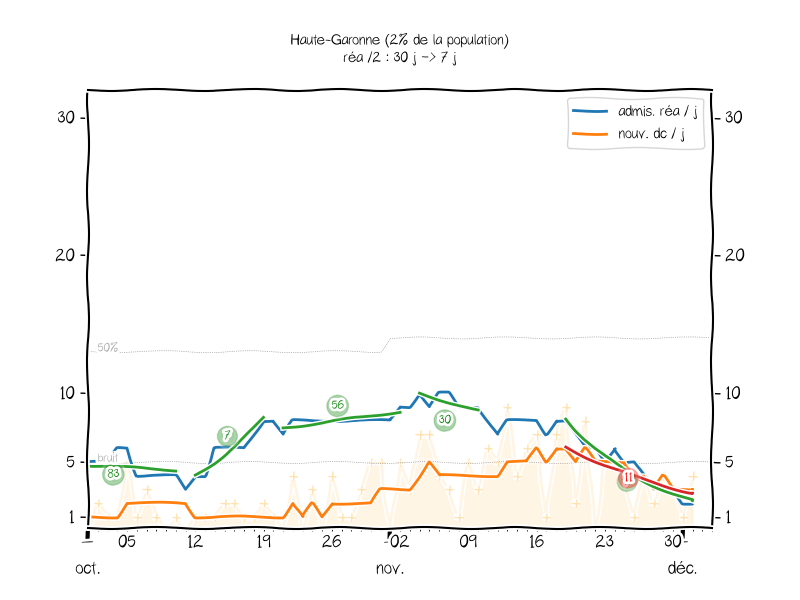 Haute-Garonne (2% de la population)
réa /2 : 30 j -> 7 j
admis. réa / j
nouv. dc / j
30 30
20 20
50%
10 10
56
30
7
bruit
5 5
83
11
1 1
05 12 19 26 02 09 16 23 30
oct. nov. déc.